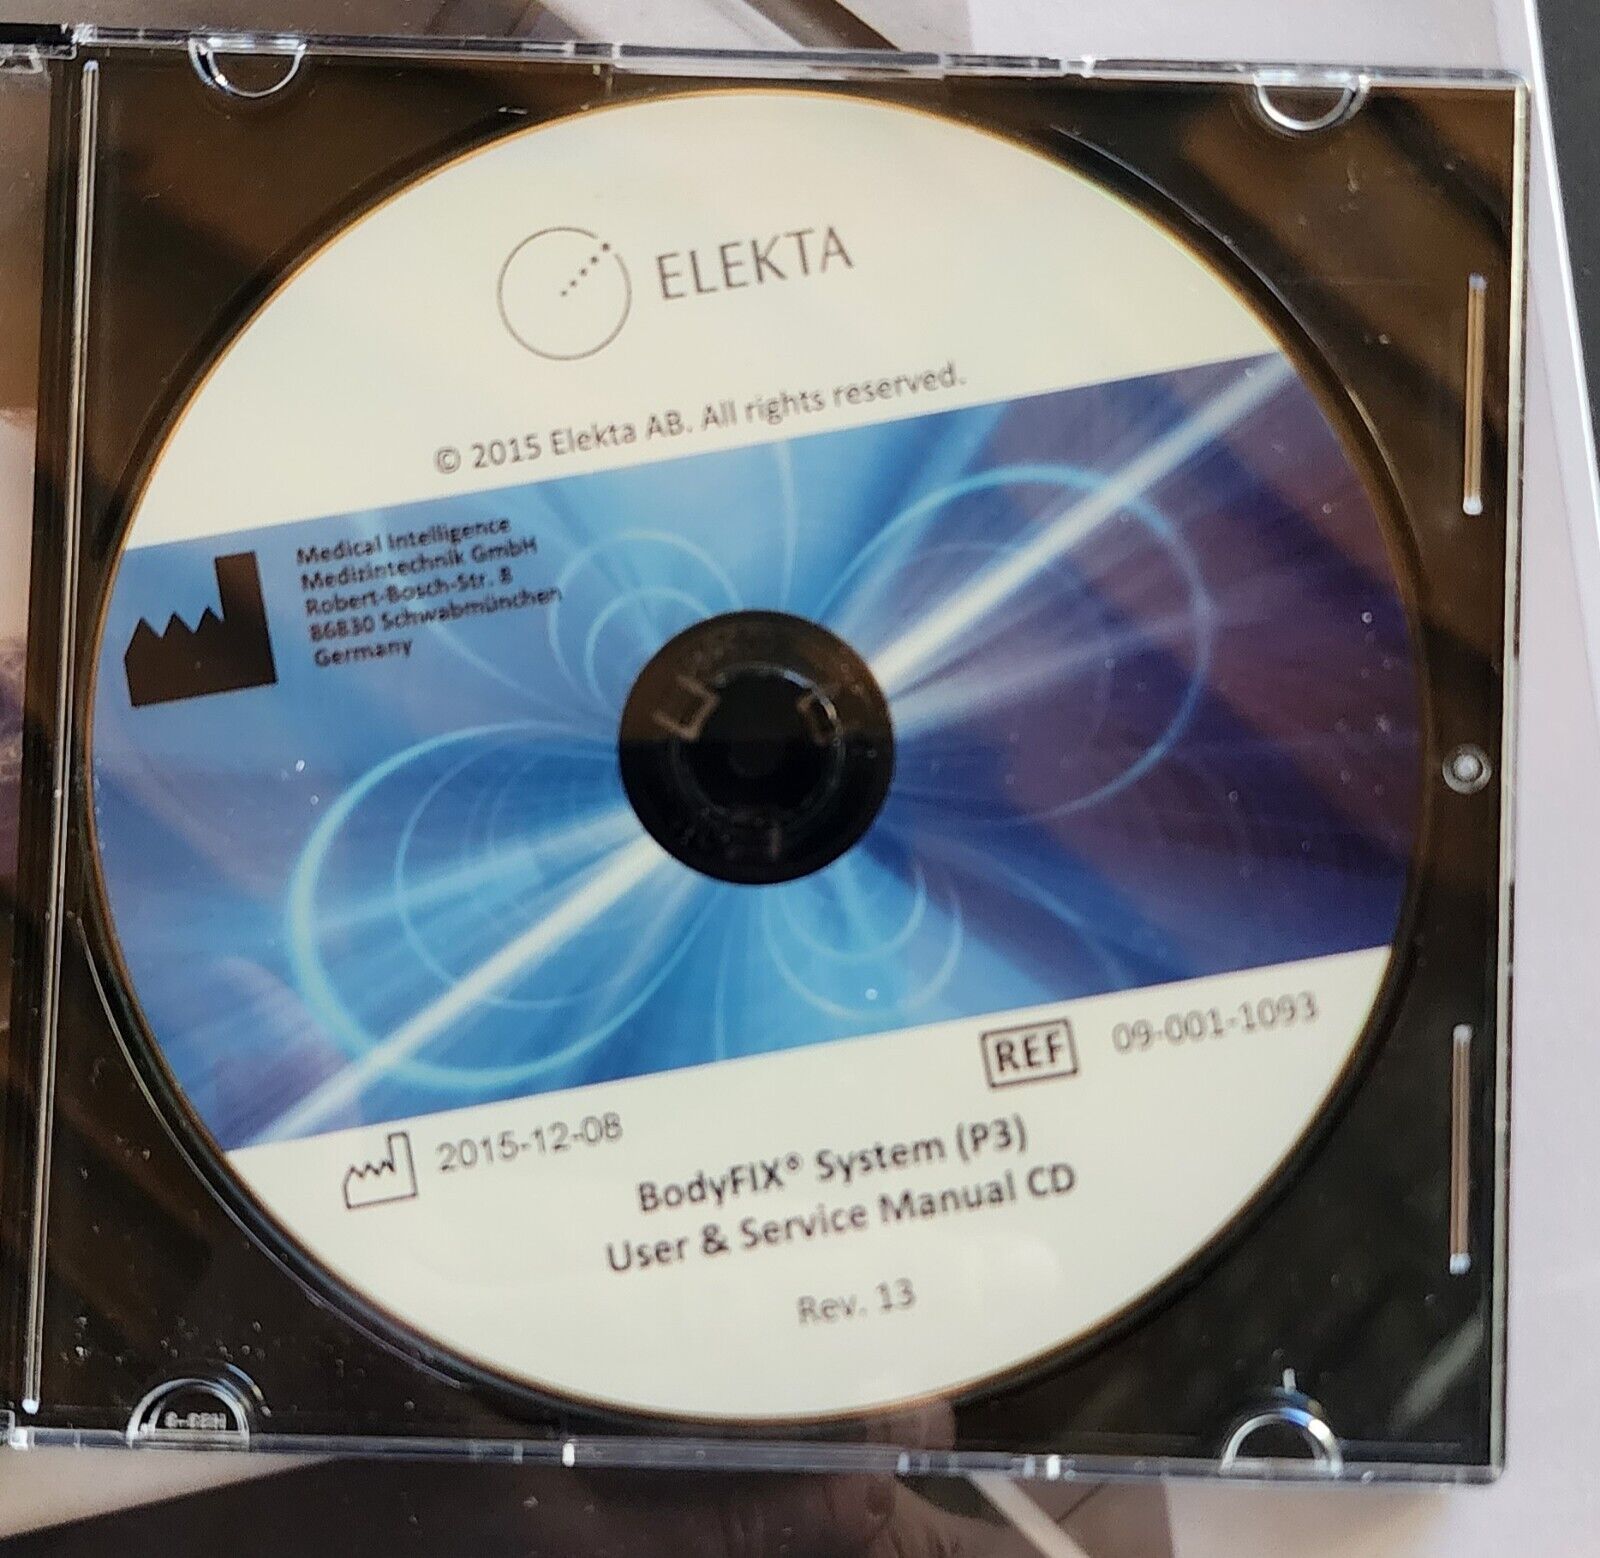 ELEKTA
© 2015 Elekta AB. All rights reserved.
Medical Intelligence
Medizintechnik GmbH
Robert-Bosch-Str. 8
86830 Schwabmünchen
Germany
REF 09-001-1093
2015-12-08
BodyFIX® System (P3)
User & Service Manual CD
Rev. 13